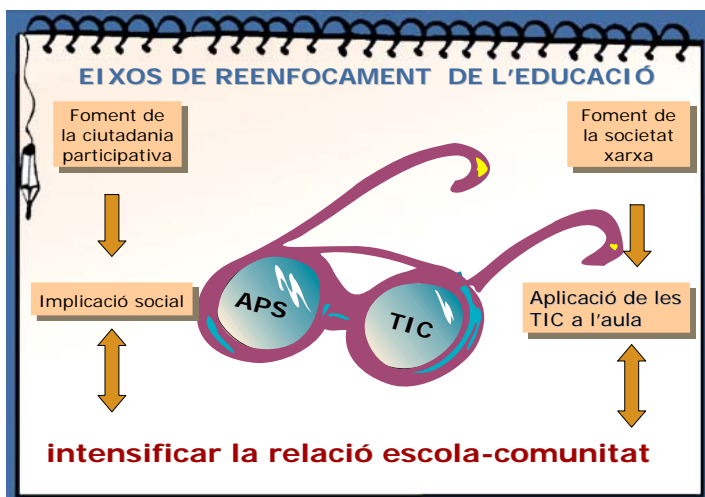 EIXOS DE REENFOCAMENT DE L'EDUCACIÓ
Foment de
la ciutadania
participativa
Foment de
la societat
xarxa
Implicació social
APS
TIC
Aplicació de les
TIC a l'aula
intensificar la relació escola-comunitat